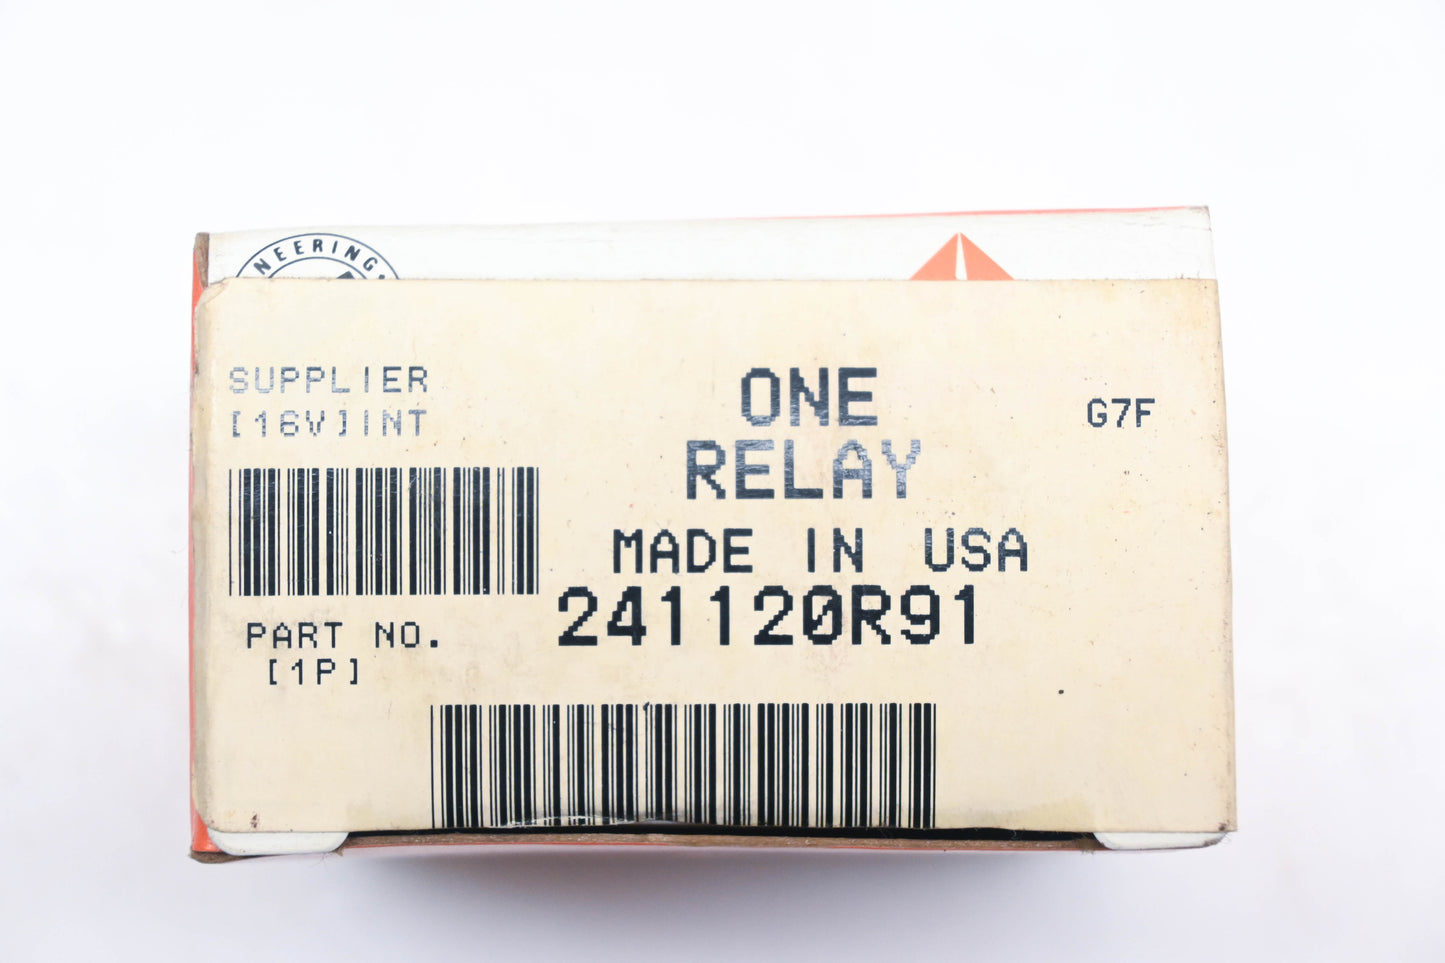 NEERING
SUPPLIER
[16V]INT
ONE
RELAY
G7F
MADE IN USA
241120R91
PART NO.
[1P]